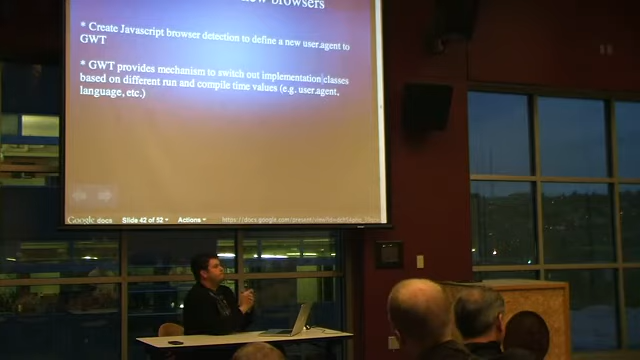 browsers
* Create Javascript browser detection to define a new user.agent to
GWT
* GWT provides mechanism to switch out implementation classes
based on different run and compile time values (e.g. user.agent,
language, etc.)
Google docs Slide 42 of 52 Actions